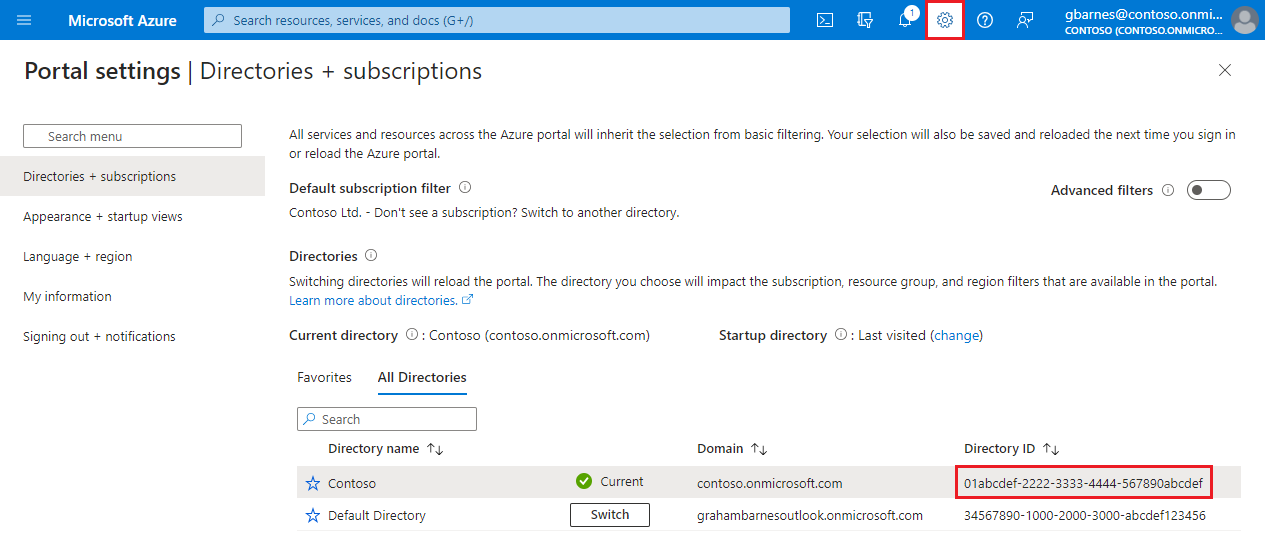 Microsoft Azure
Search resources, services, and docs (G+/)
1
gbarnes@contoso.onmi...
CONTOSO (CONTOSO.ONMICRO...
Portal settings | Directories + subscriptions
Search menu
Directories + subscriptions
Appearance + startup views
Language + region
My information
Signing out + notifications
All services and resources across the Azure portal will inherit the selection from basic filtering. Your selection will also be saved and reloaded the next time you sign in
or reload the Azure portal.
Default subscription filter
Advanced filters
Contoso Ltd. - Don't see a subscription? Switch to another directory.
Directories
Switching directories will reload the portal. The directory you choose will impact the subscription, resource group, and region filters that are available in the portal.
Learn more about directories.
Current directory : Contoso (contoso.onmicrosoft.com)
Startup directory : Last visited (change)
Favorites All Directories
Search
Directory name Domain Directory ID
Contoso Current contoso.onmicrosoft.com 01abcdef-2222-3333-4444-567890abcdef
Default Directory Switch grahambarnesoutlook.onmicrosoft.com 34567890-1000-2000-3000-abcdef123456